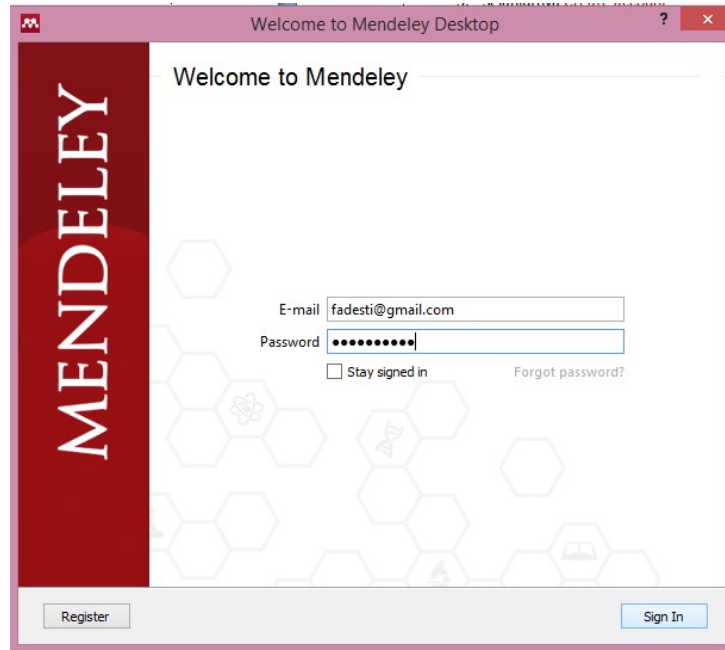 Welcome to Mendeley Desktop
?
×
MENDELEY
Welcome to Mendeley
E-mail fadesti@gmail.com
Password ●●●●●●●●●●
Stay signed in Forgot password?
Register Sign In